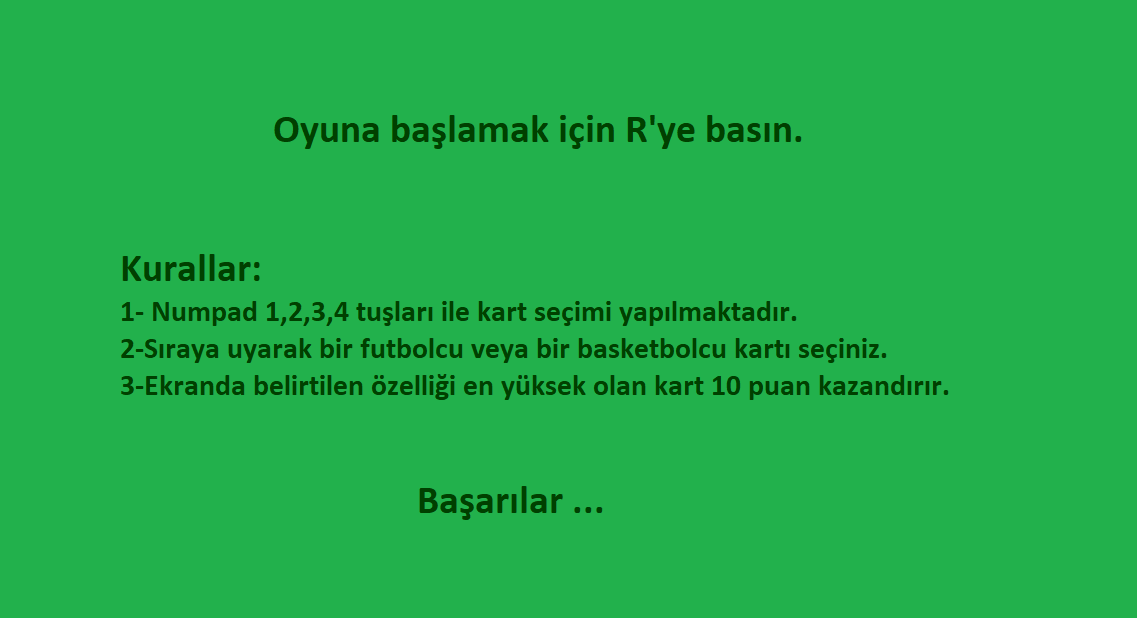 Oyuna başlamak için R'ye basın.
Kurallar:
1- Numpad 1,2,3,4 tuşları ile kart seçimi yapılmaktadır.
2-Sıraya uyarak bir futbolcu veya bir basketbolcu kartı seçiniz.
3-Ekranda belirtilen özelliği en yüksek olan kart 10 puan kazandırır.
Başarılar ...